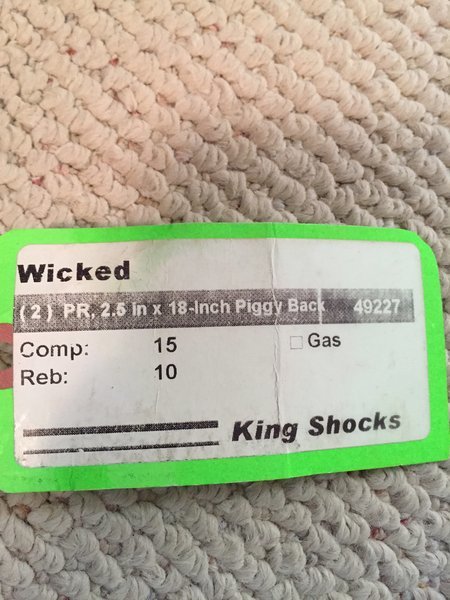 Wicked
(2) PR, 2.5 in x 18-Inch Piggy Back 49227
Comp: 15 Gas
Reb: 10
King Shocks